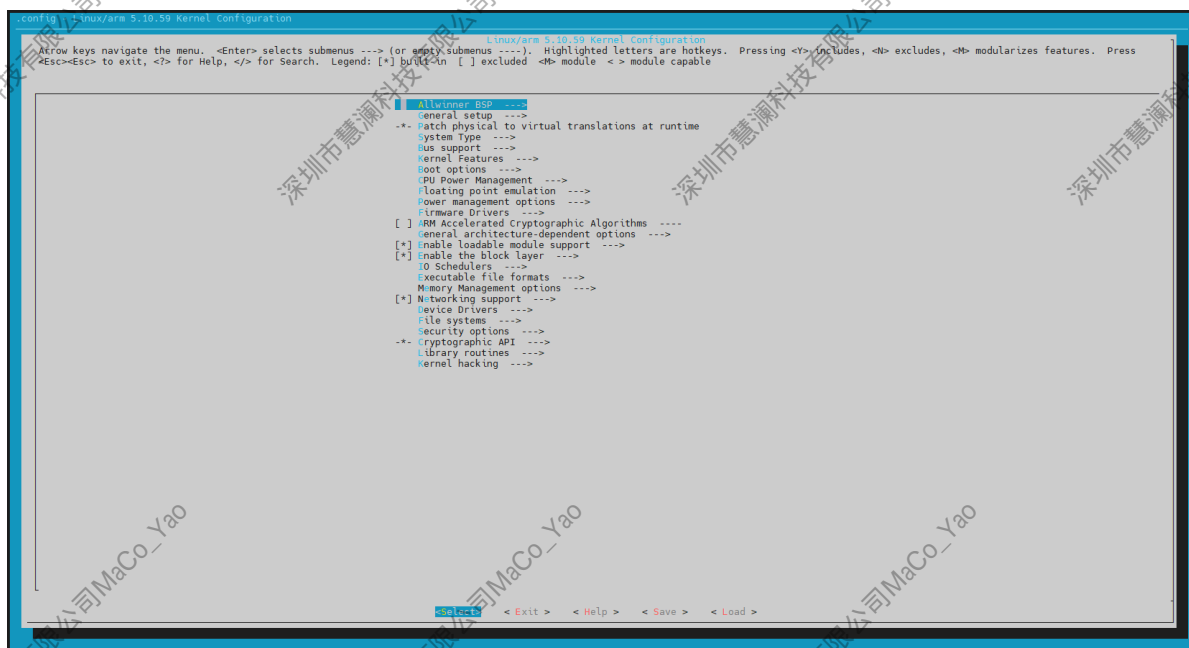 .config - Linux/arm 5.10.59 Kernel Configuration
Linux/arm 5.10.59 Kernel Configuration
Arrow keys navigate the menu.  <Enter> selects submenus ---> (or empty submenus ----).  Highlighted letters are hotkeys.  Pressing <Y> includes, <N> excludes, <M> modularizes features.  Press
<Esc><Esc> to exit, <?> for Help, </> for Search.  Legend: [*] built-in  [ ] excluded  <M> module  < > module capable
Allwinner BSP  --->
General setup  --->
-*- Patch physical to virtual translations at runtime
System Type  --->
Bus support  --->
Kernel Features  --->
Boot options  --->
CPU Power Management  --->
Floating point emulation  --->
Power management options  --->
Firmware Drivers  --->
[ ] ARM Accelerated Cryptographic Algorithms  ----
General architecture-dependent options  --->
[*] Enable loadable module support  --->
[*] Enable the block layer  --->
IO Schedulers  --->
Executable file formats  --->
Memory Management options  --->
[*] Networking support  --->
Device Drivers  --->
File systems  --->
Security options  --->
-*- Cryptographic API  --->
Library routines  --->
Kernel hacking  --->
<Select>    < Exit >    < Help >    < Save >    < Load >
深圳市慧澜科技有限公司MaCo_Yao
深圳市慧澜科技有限公司
深圳市慧澜科技有限公司
深圳市慧澜科技有限
公司MaCo_Yao
公司MaCo_Yao